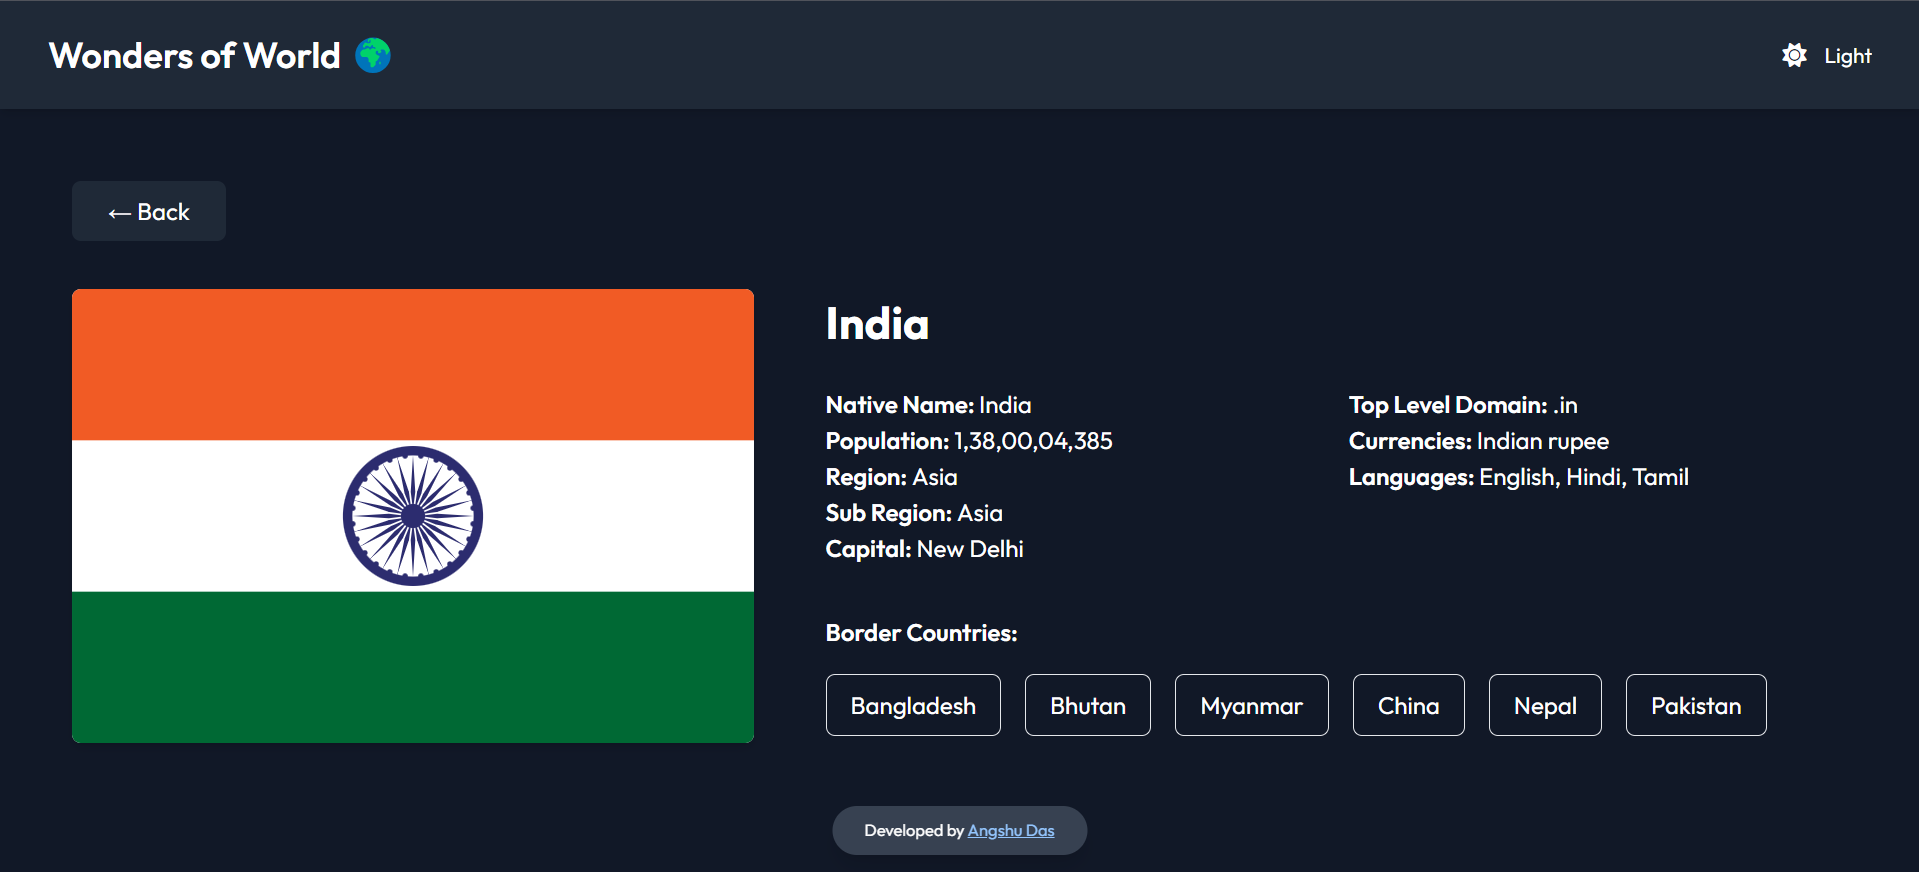 Wonders of World
Light
← Back
India
Native Name: India
Population: 1,38,00,04,385
Region: Asia
Sub Region: Asia
Capital: New Delhi
Top Level Domain: .in
Currencies: Indian rupee
Languages: English, Hindi, Tamil
Border Countries:
Bangladesh Bhutan Myanmar China Nepal Pakistan
Developed by Angshu Das